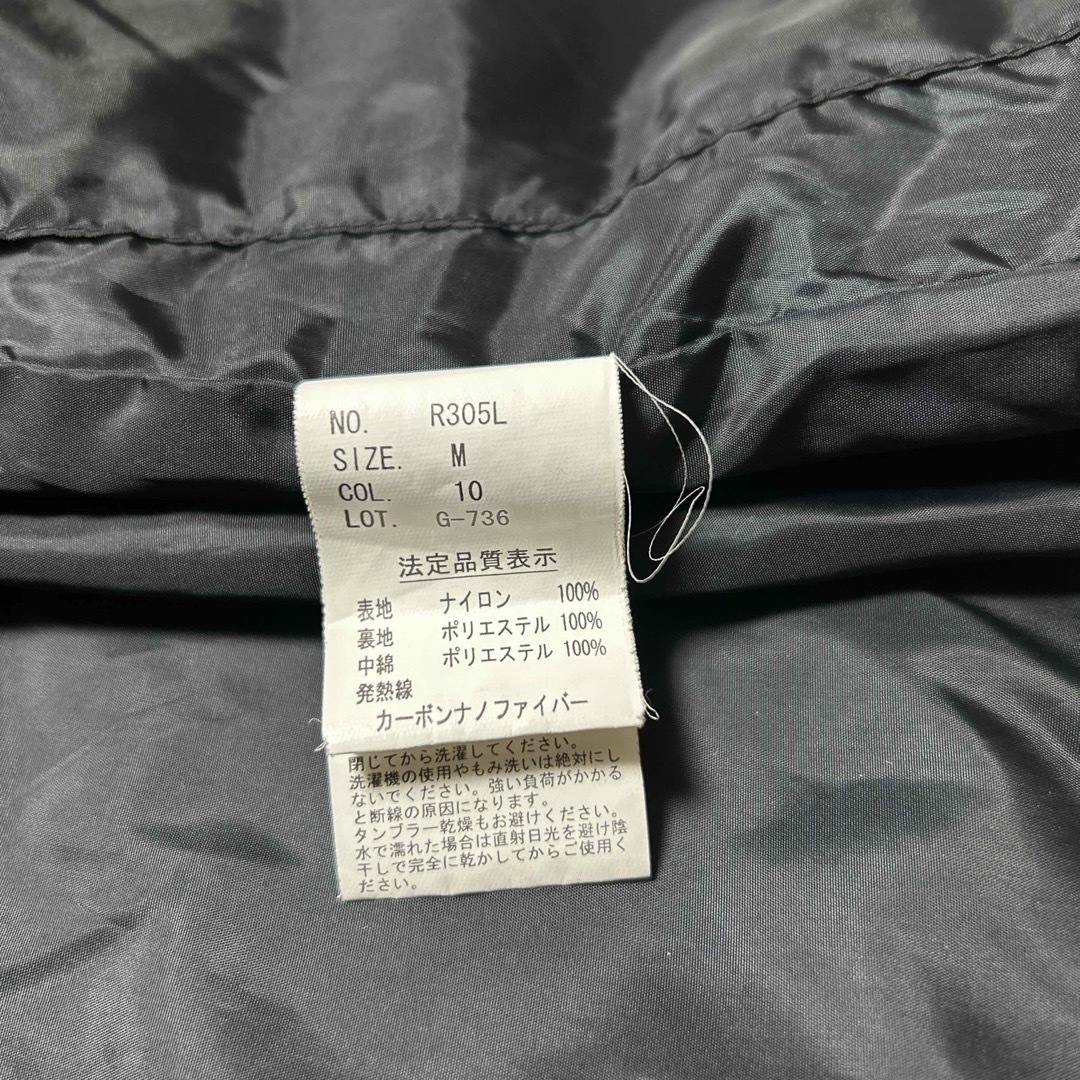 NO. R305L
SIZE. M
COL. 10
LOT. G-736
法定品質表示
表地 ナイロン 100%
裏地 ポリエステル 100%
中綿 ポリエステル 100%
発熱線
カーボンナノファイバー
閉じてから洗濯してください。
洗濯機の使用やもみ洗いは絶対にし
ないでください。強い負荷がかかる
と断線の原因になります。
タンブラー乾燥もお避けください。
水で濡れた場合は直射日光を避け陰
干しで完全に乾かしてからご使用く
ださい。